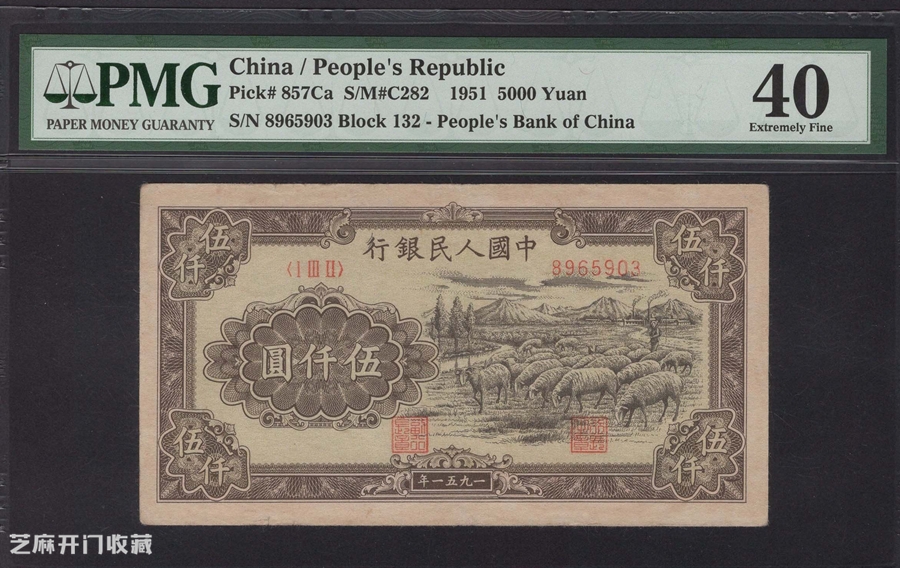 PMG
PAPER MONEY GUARANTY
China / People's Republic
Pick# 857Ca S/M#C282 1951 5000 Yuan
S/N 8965903 Block 132 - People's Bank of China
40
Extremely Fine
伍仟
伍仟
行銀民人國中
〈I III II〉
8965903
圓仟伍
伍仟
伍仟
年一五九一
芝麻开门收藏